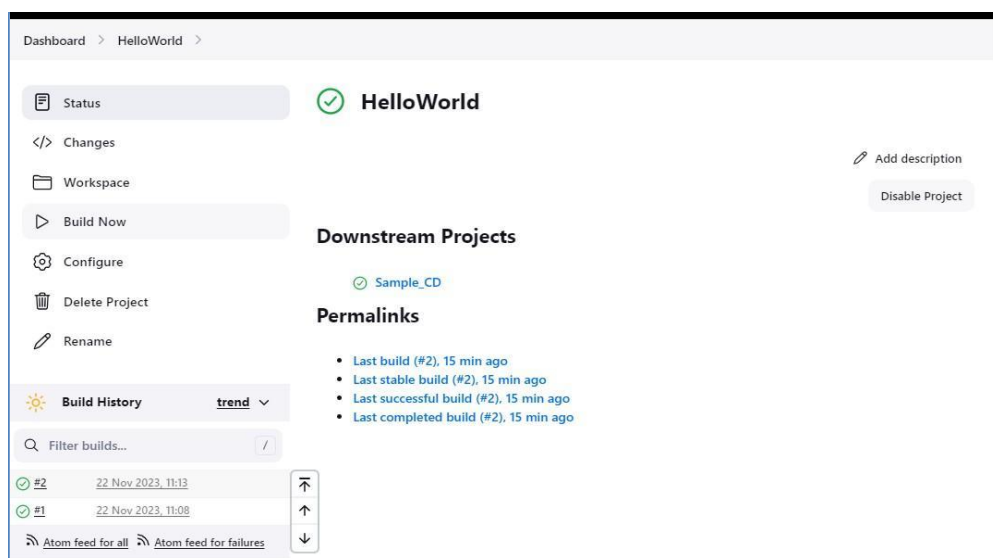 Dashboard > HelloWorld >
Status
Changes
Workspace
Build Now
Configure
Delete Project
Rename
Build History trend
Filter builds... /
#2 22 Nov 2023, 11:13
#1 22 Nov 2023, 11:08
Atom feed for all Atom feed for failures
HelloWorld
Add description
Disable Project
Downstream Projects
Sample_CD
Permalinks
Last build (#2), 15 min ago
Last stable build (#2), 15 min ago
Last successful build (#2), 15 min ago
Last completed build (#2), 15 min ago